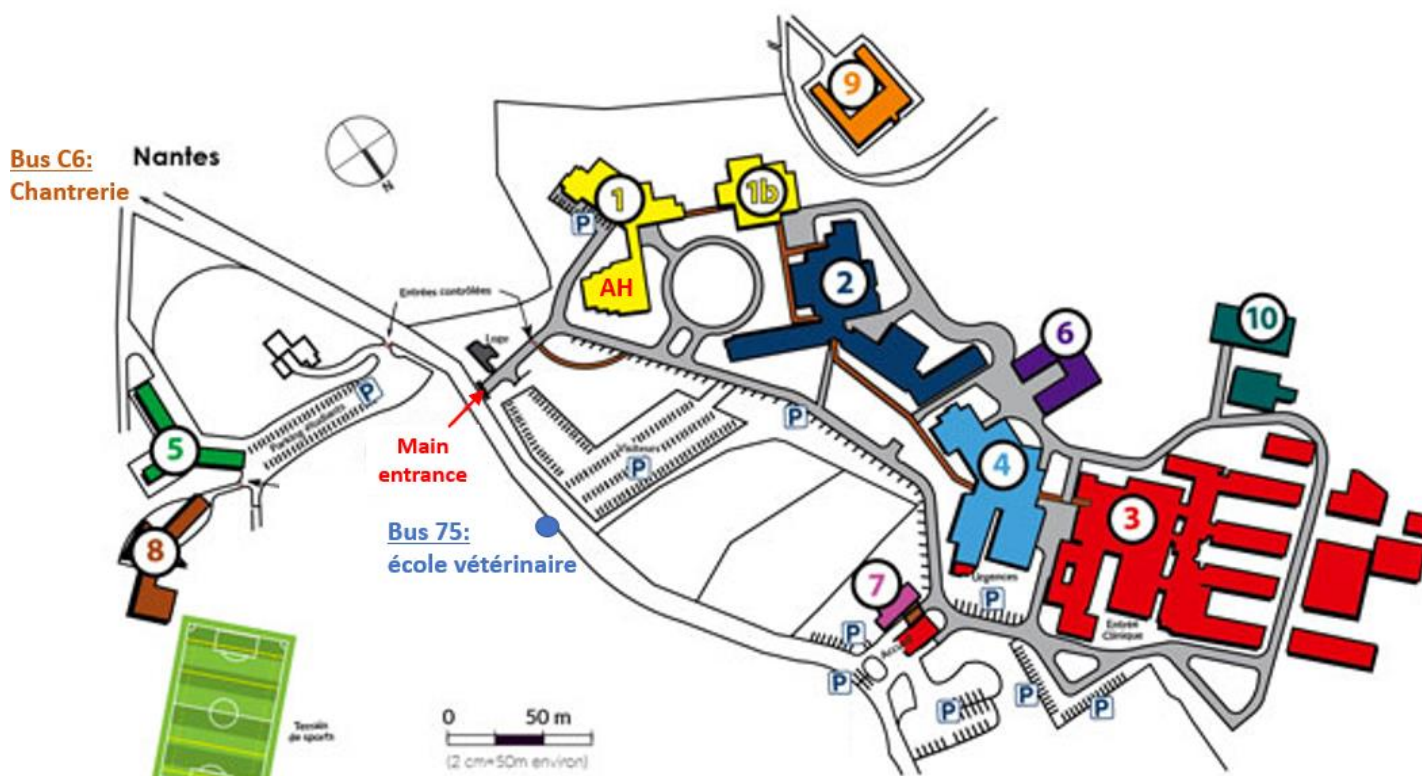 9
Bus C6:
Chantrerie
Nantes
N
1
1b
P
AH
2
Entrées contrôlées
Loge
6
10
P
Parking étudiants
5
Main
entrance
P
Visiteurs
P
4
3
Bus 75:
école vétérinaire
8
7
Urgences
P
Entrée
Clinique
P
P
P
P
P
0 50 m
(2 cm=50m environ)
Terrain
de sports